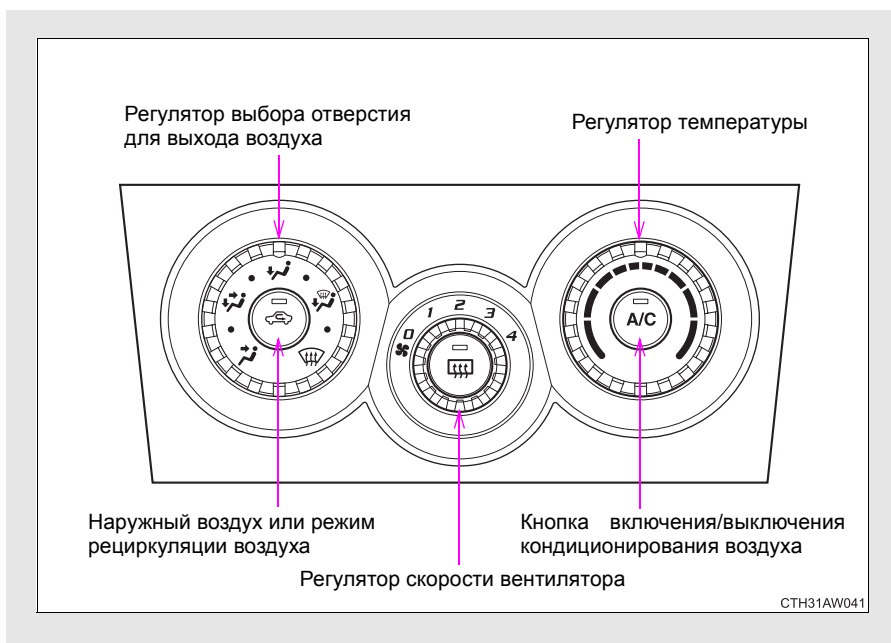 Регулятор выбора отверстия
для выхода воздуха
Регулятор температуры
0 1 2 3 4
A/C
Наружный воздух или режим
рециркуляции воздуха
Кнопка включения/выключения
кондиционирования воздуха
Регулятор скорости вентилятора
CTH31AW041